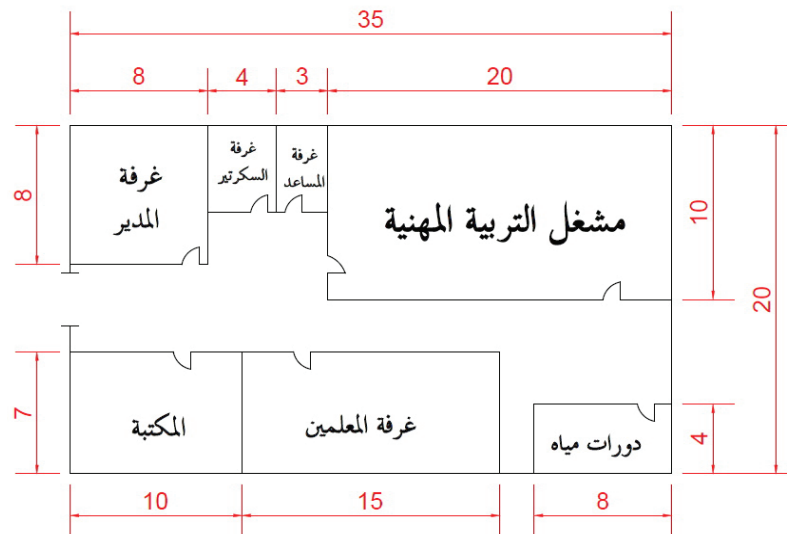 35
8
4
3
20
غرفة
المدير
غرفة
السكرتير
غرفة
المساعد
مشغل التربية المهنية
8
10
20
7
المكتبة
غرفة المعلمين
دورات مياه
4
10
15
8